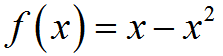 f(x) = x − x²